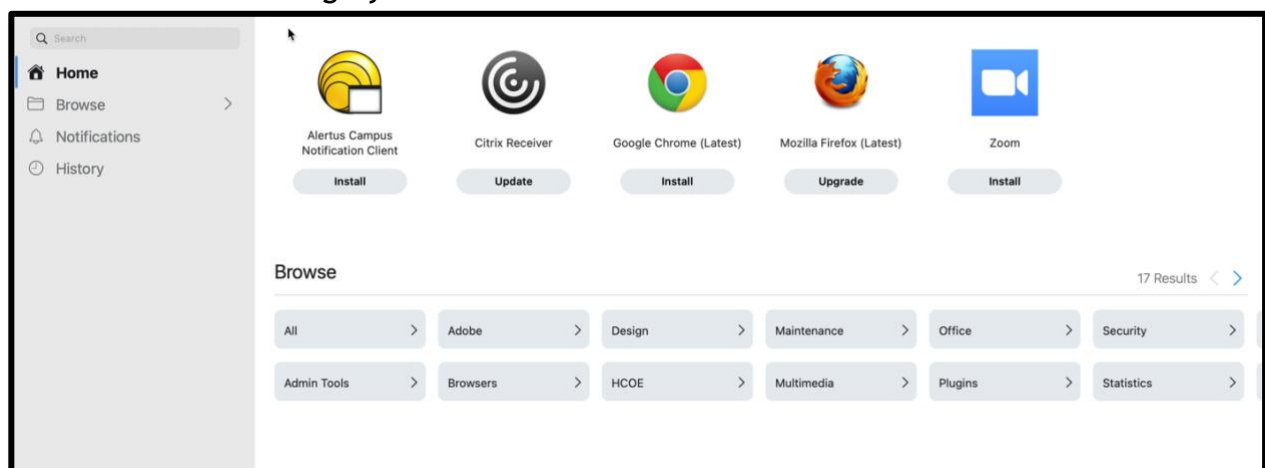 Search
Home
Browse
Notifications
History
Alertus Campus
Notification Client
Install
Citrix Receiver
Update
Google Chrome (Latest)
Install
Mozilla Firefox (Latest)
Upgrade
Zoom
Install
Browse
17 Results
All
Adobe
Design
Maintenance
Office
Security
Admin Tools
Browsers
HCOE
Multimedia
Plugins
Statistics